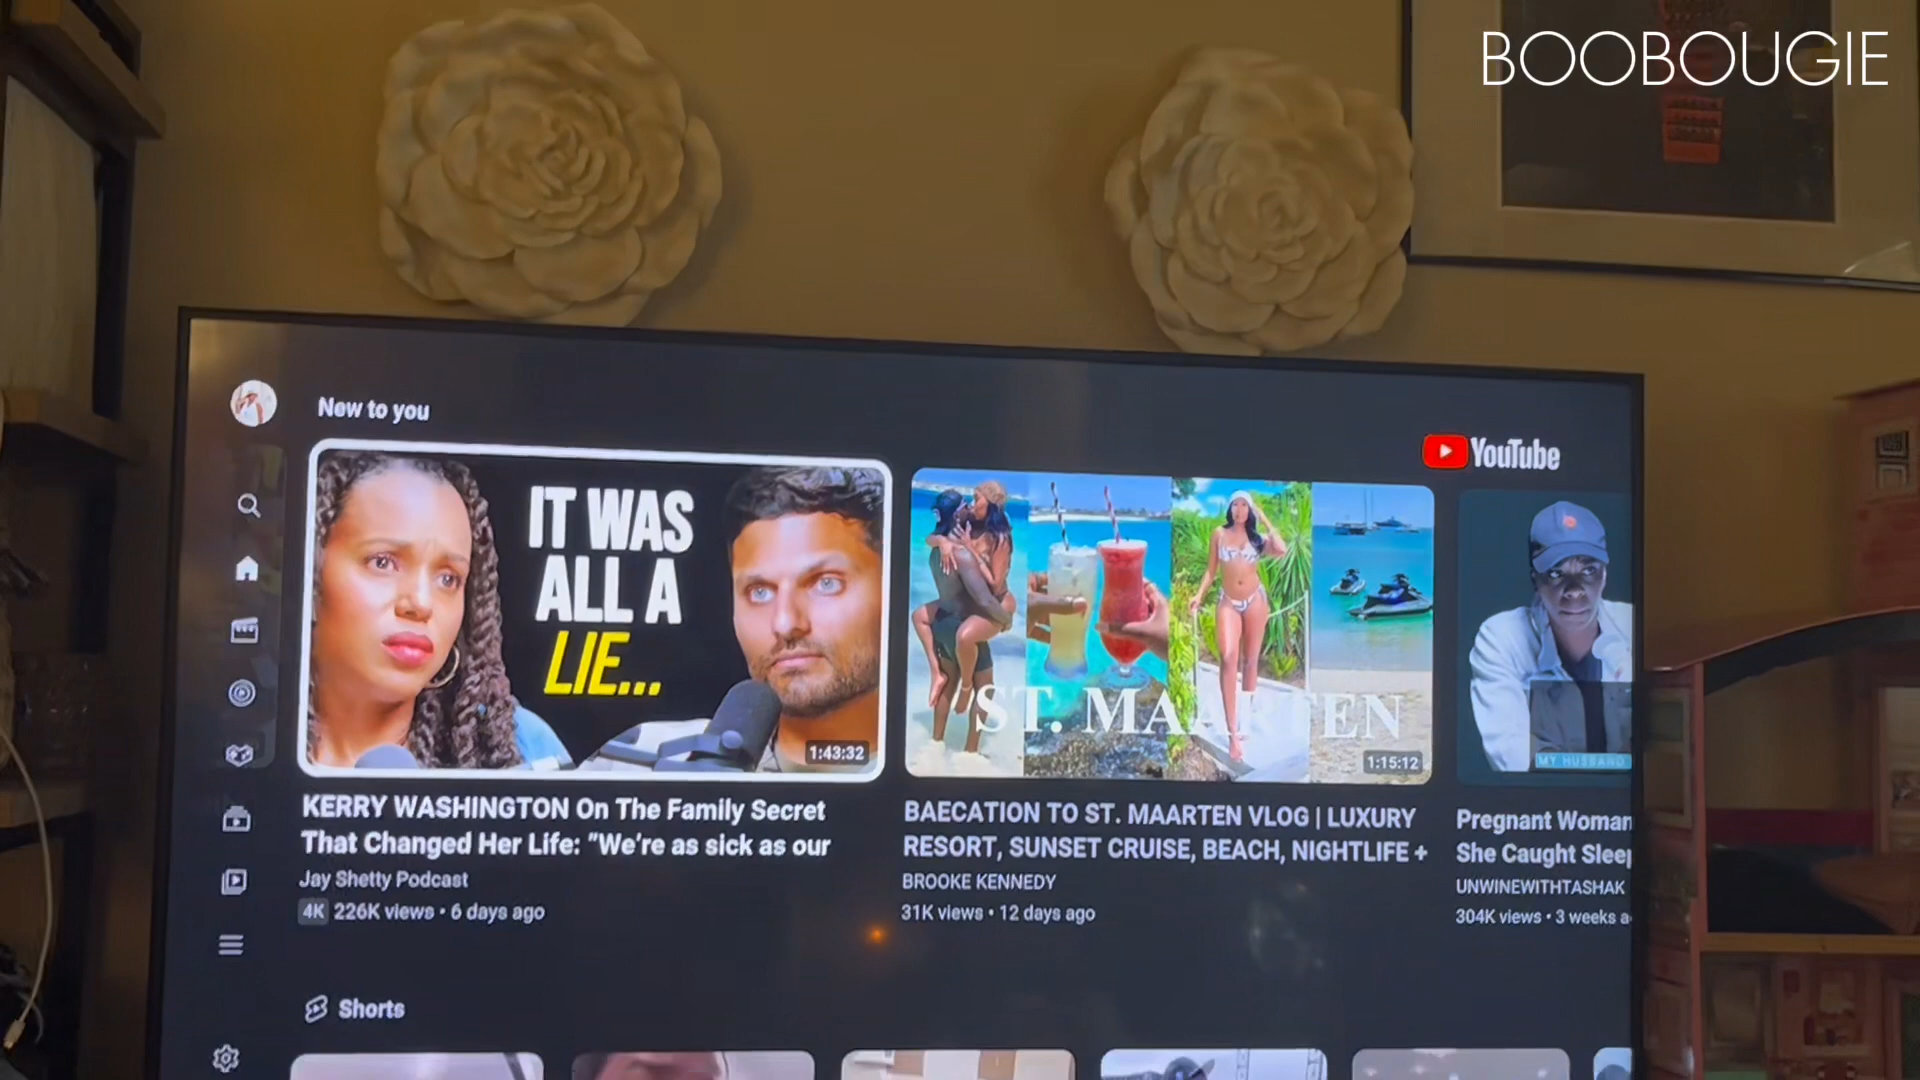 BOOBOUGIE
New to you
YouTube
IT WAS
ALL A
LIE...
1:43:32
ST. MAARTEN
1:15:12
MY HUSBAND
KERRY WASHINGTON On The Family Secret
That Changed Her Life: "We're as sick as our
Jay Shetty Podcast
4K 226K views • 6 days ago
BAECATION TO ST. MAARTEN VLOG | LUXURY
RESORT, SUNSET CRUISE, BEACH, NIGHTLIFE +
BROOKE KENNEDY
31K views • 12 days ago
Pregnant Woman
She Caught Sleep
UNWINEWITHTASHAK
304K views • 3 weeks a
Shorts